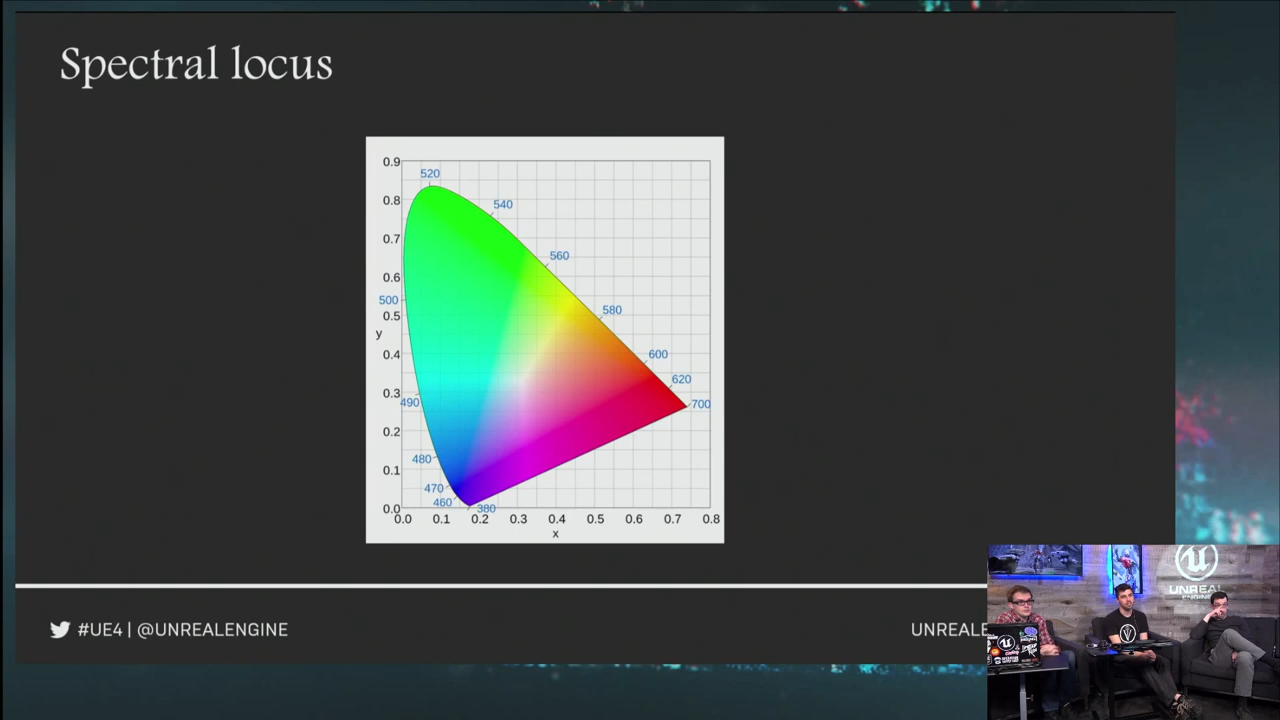 Spectral locus
0.9
520
0.8
540
0.7
560
0.6
500
580
0.5
y
0.4
600
620
0.3
490
700
0.2
480
0.1
470
460
0.0
380
0.0 0.1 0.2 0.3 0.4 0.5 0.6 0.7 0.8
x
UNREAL
ENGINE
#UE4 | @UNREALENGINE
UNREALE